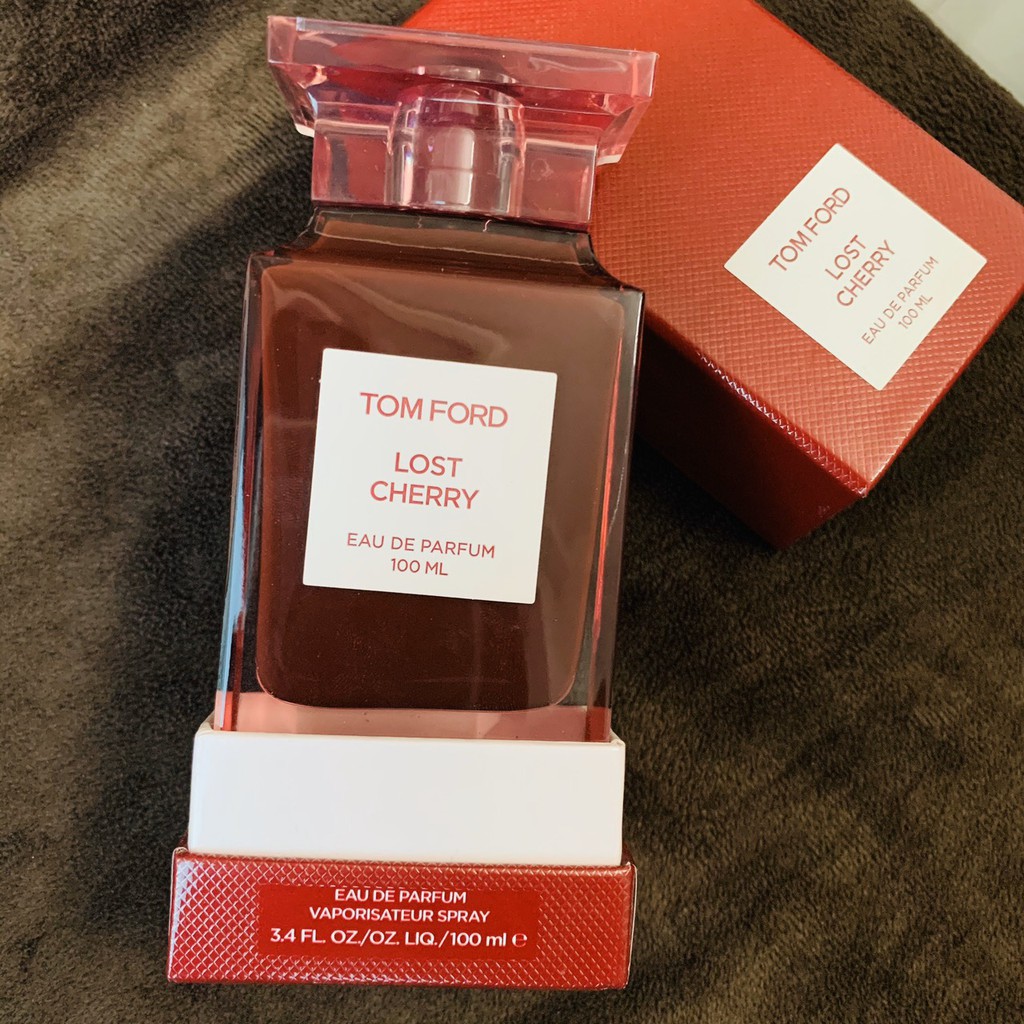 TOM FORD
LOST
CHERRY
EAU DE PARFUM
100 ML
EAU DE PARFUM
VAPORISATEUR SPRAY
3.4 FL. OZ./OZ. LIQ./100 ml ℮
TOM FORD
LOST
CHERRY
EAU DE PARFUM
100 ML